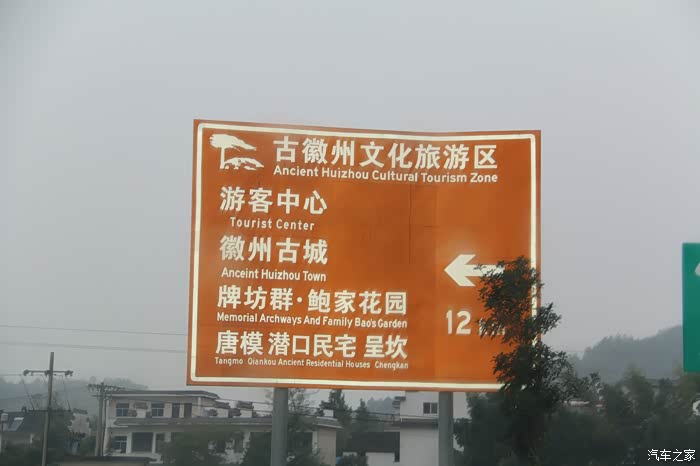 古徽州文化旅游区
Ancient Huizhou Cultural Tourism Zone
游客中心
Tourist Center
徽州古城
Anceint Huizhou Town
牌坊群·鲍家花园
Memorial Archways And Family Bao's Garden
12
唐模 潜口民宅 呈坎
Tangmo Qiankou Ancient Residential Houses Chengkan
汽车之家